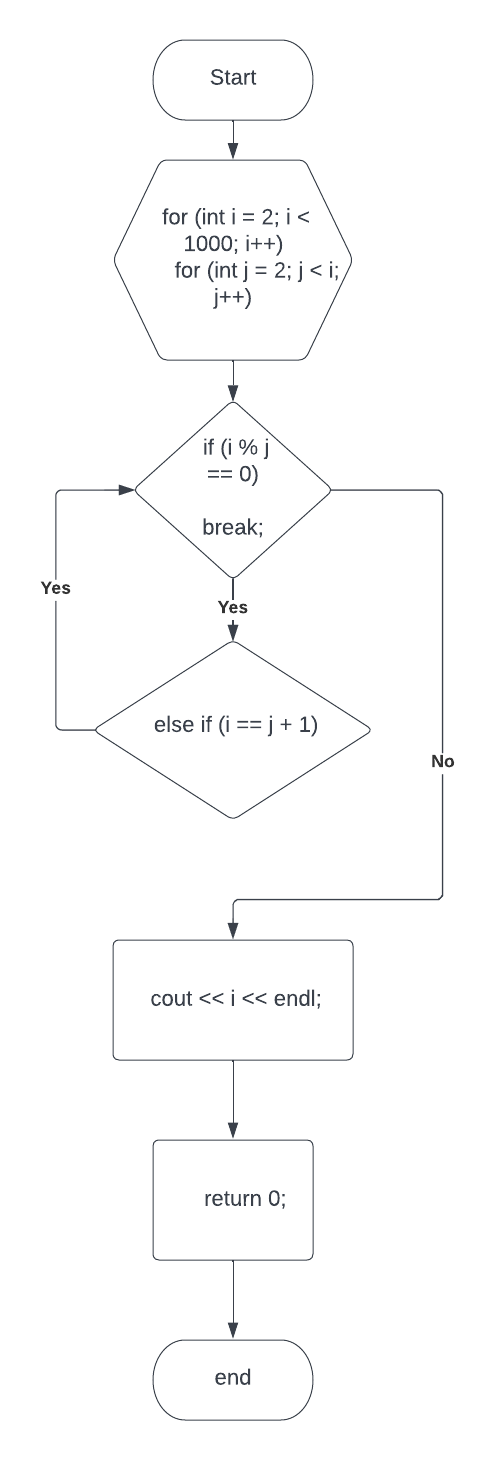 Start
for (int i = 2; i <
1000; i++)
for (int j = 2; j < i;
j++)
if (i % j
== 0)
break;
Yes
Yes
else if (i == j + 1)
No
cout << i << endl;
return 0;
end